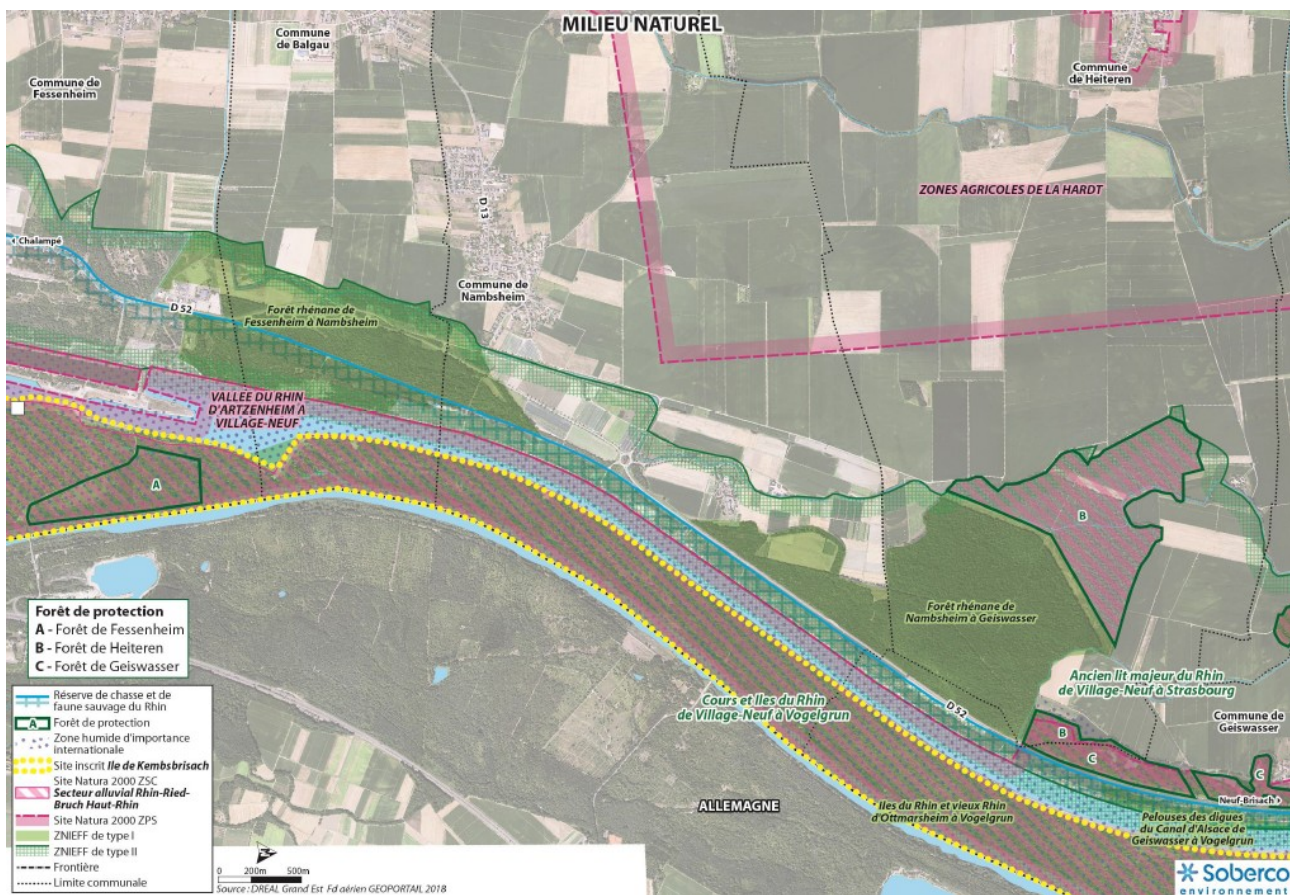 MILIEU NATUREL
Commune
de Balgau
Commune de
Fessenheim
Commune
de Heiteren
ZONES AGRICOLES DE LA HARDT
D 13
Chalampé
Commune de
Nambsheim
D 52
Forêt rhénane de
Fessenheim à Nambsheim
VALLEE DU RHIN
D'ARTZENHEIM A
VILLAGE-NEUF
A
B
Forêt rhénane de
Nambsheim à Geiswasser
Forêt de protection
A - Forêt de Fessenheim
B - Forêt de Heiteren
C - Forêt de Geiswasser
Ancien lit majeur du Rhin
de Village-Neuf à Strasbourg
Cours et Iles du Rhin
de Village-Neuf à Vogelgrun
D 52
Commune de
Geiswasser
B
C
C
Neuf-Brisach
ALLEMAGNE
Iles du Rhin et vieux Rhin
d'Ottmarsheim à Vogelgrun
Pelouses des digues
du Canal d'Alsace de
Geiswasser à Vogelgrun
Réserve de chasse et de
faune sauvage du Rhin
A
Forêt de protection
Zone humide d'importance
internationale
Site inscrit Ile de Kembsbrisach
Site Natura 2000 ZSC
Secteur alluvial Rhin-Ried-
Bruch Haut-Rhin
Site Natura 2000 ZPS
ZNIEFF de type I
ZNIEFF de type II
Frontière
Limite communale
0 200m 500m
Source : DREAL Grand Est Fd aérien GEOPORTAIL 2018
Soberco
environnement